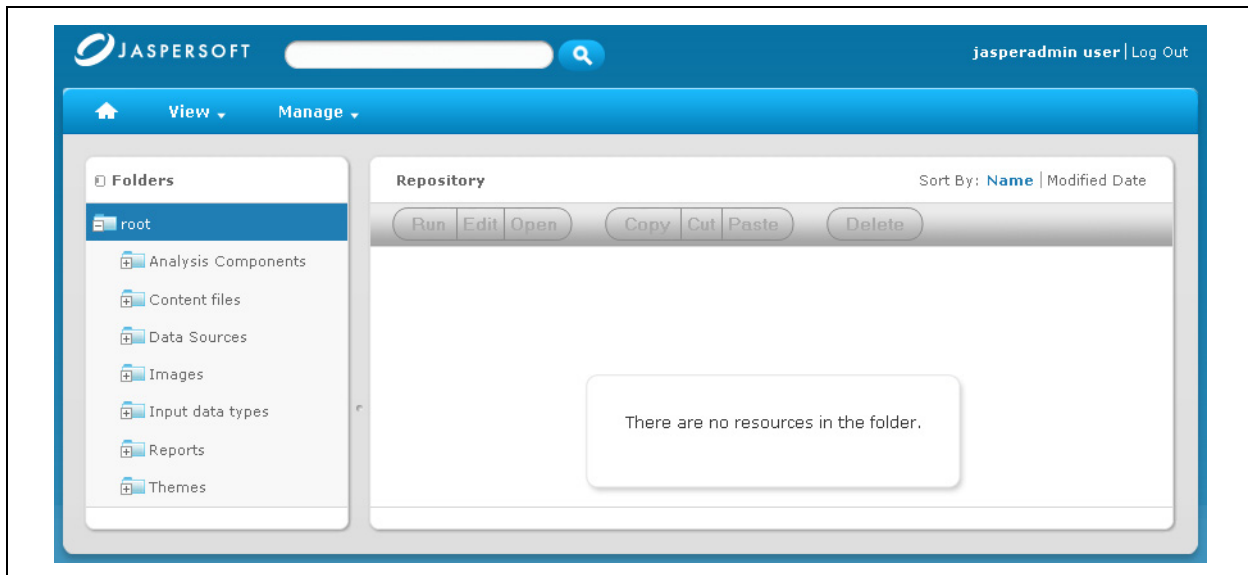 JASPERSOFT
jasperadmin user | Log Out
View Manage
Folders
root
Analysis Components
Content files
Data Sources
Images
Input data types
Reports
Themes
Repository
Sort By: Name | Modified Date
Run Edit Open Copy Cut Paste Delete
There are no resources in the folder.